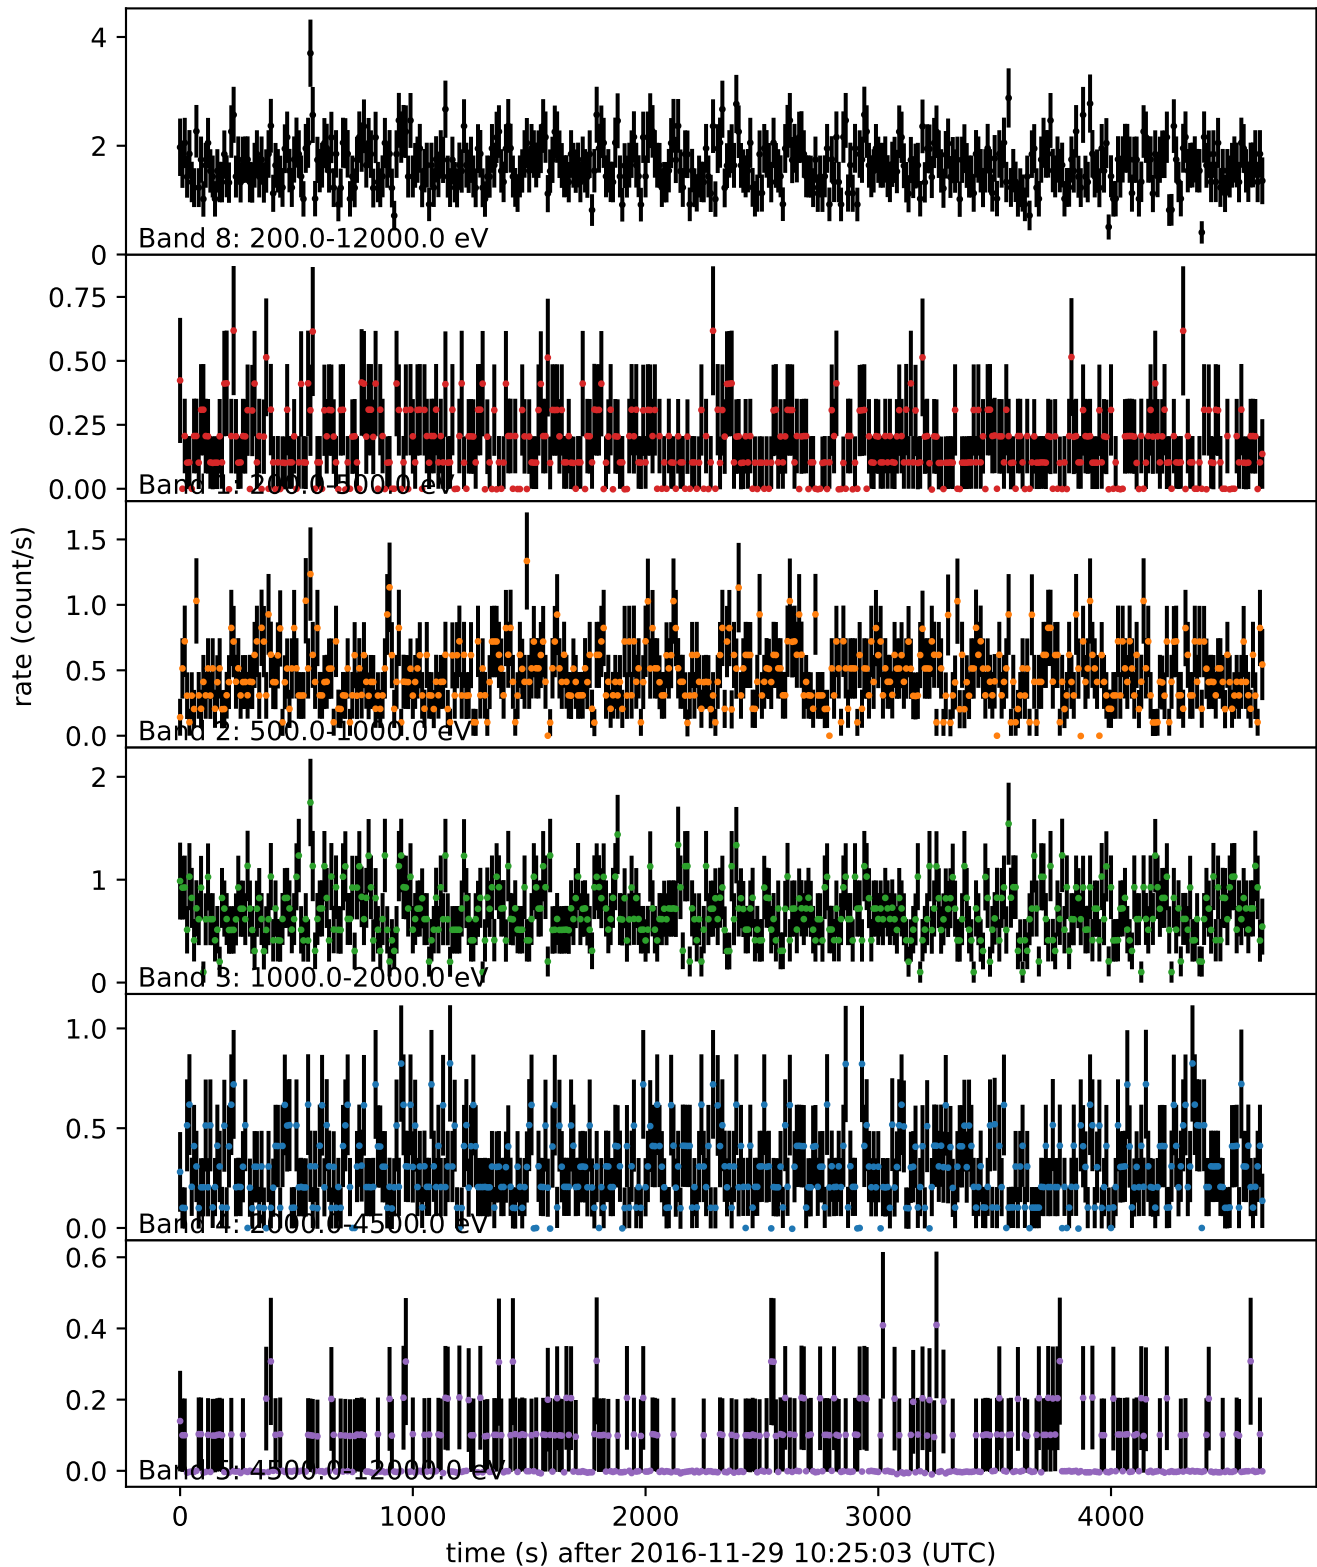 4
2
0
Band 8: 200.0-12000.0 eV
0.75
0.50
0.25
0.00
Band 1: 200.0-500.0 eV
1.5
1.0
0.5
0.0
Band 2: 500.0-1000.0 eV
rate (count/s)
2
1
0
Band 3: 1000.0-2000.0 eV
1.0
0.5
0.0
Band 4: 2000.0-4500.0 eV
0.6
0.4
0.2
0.0
Band 5: 4500.0-12000.0 eV
0 1000 2000 3000 4000
time (s) after 2016-11-29 10:25:03 (UTC)